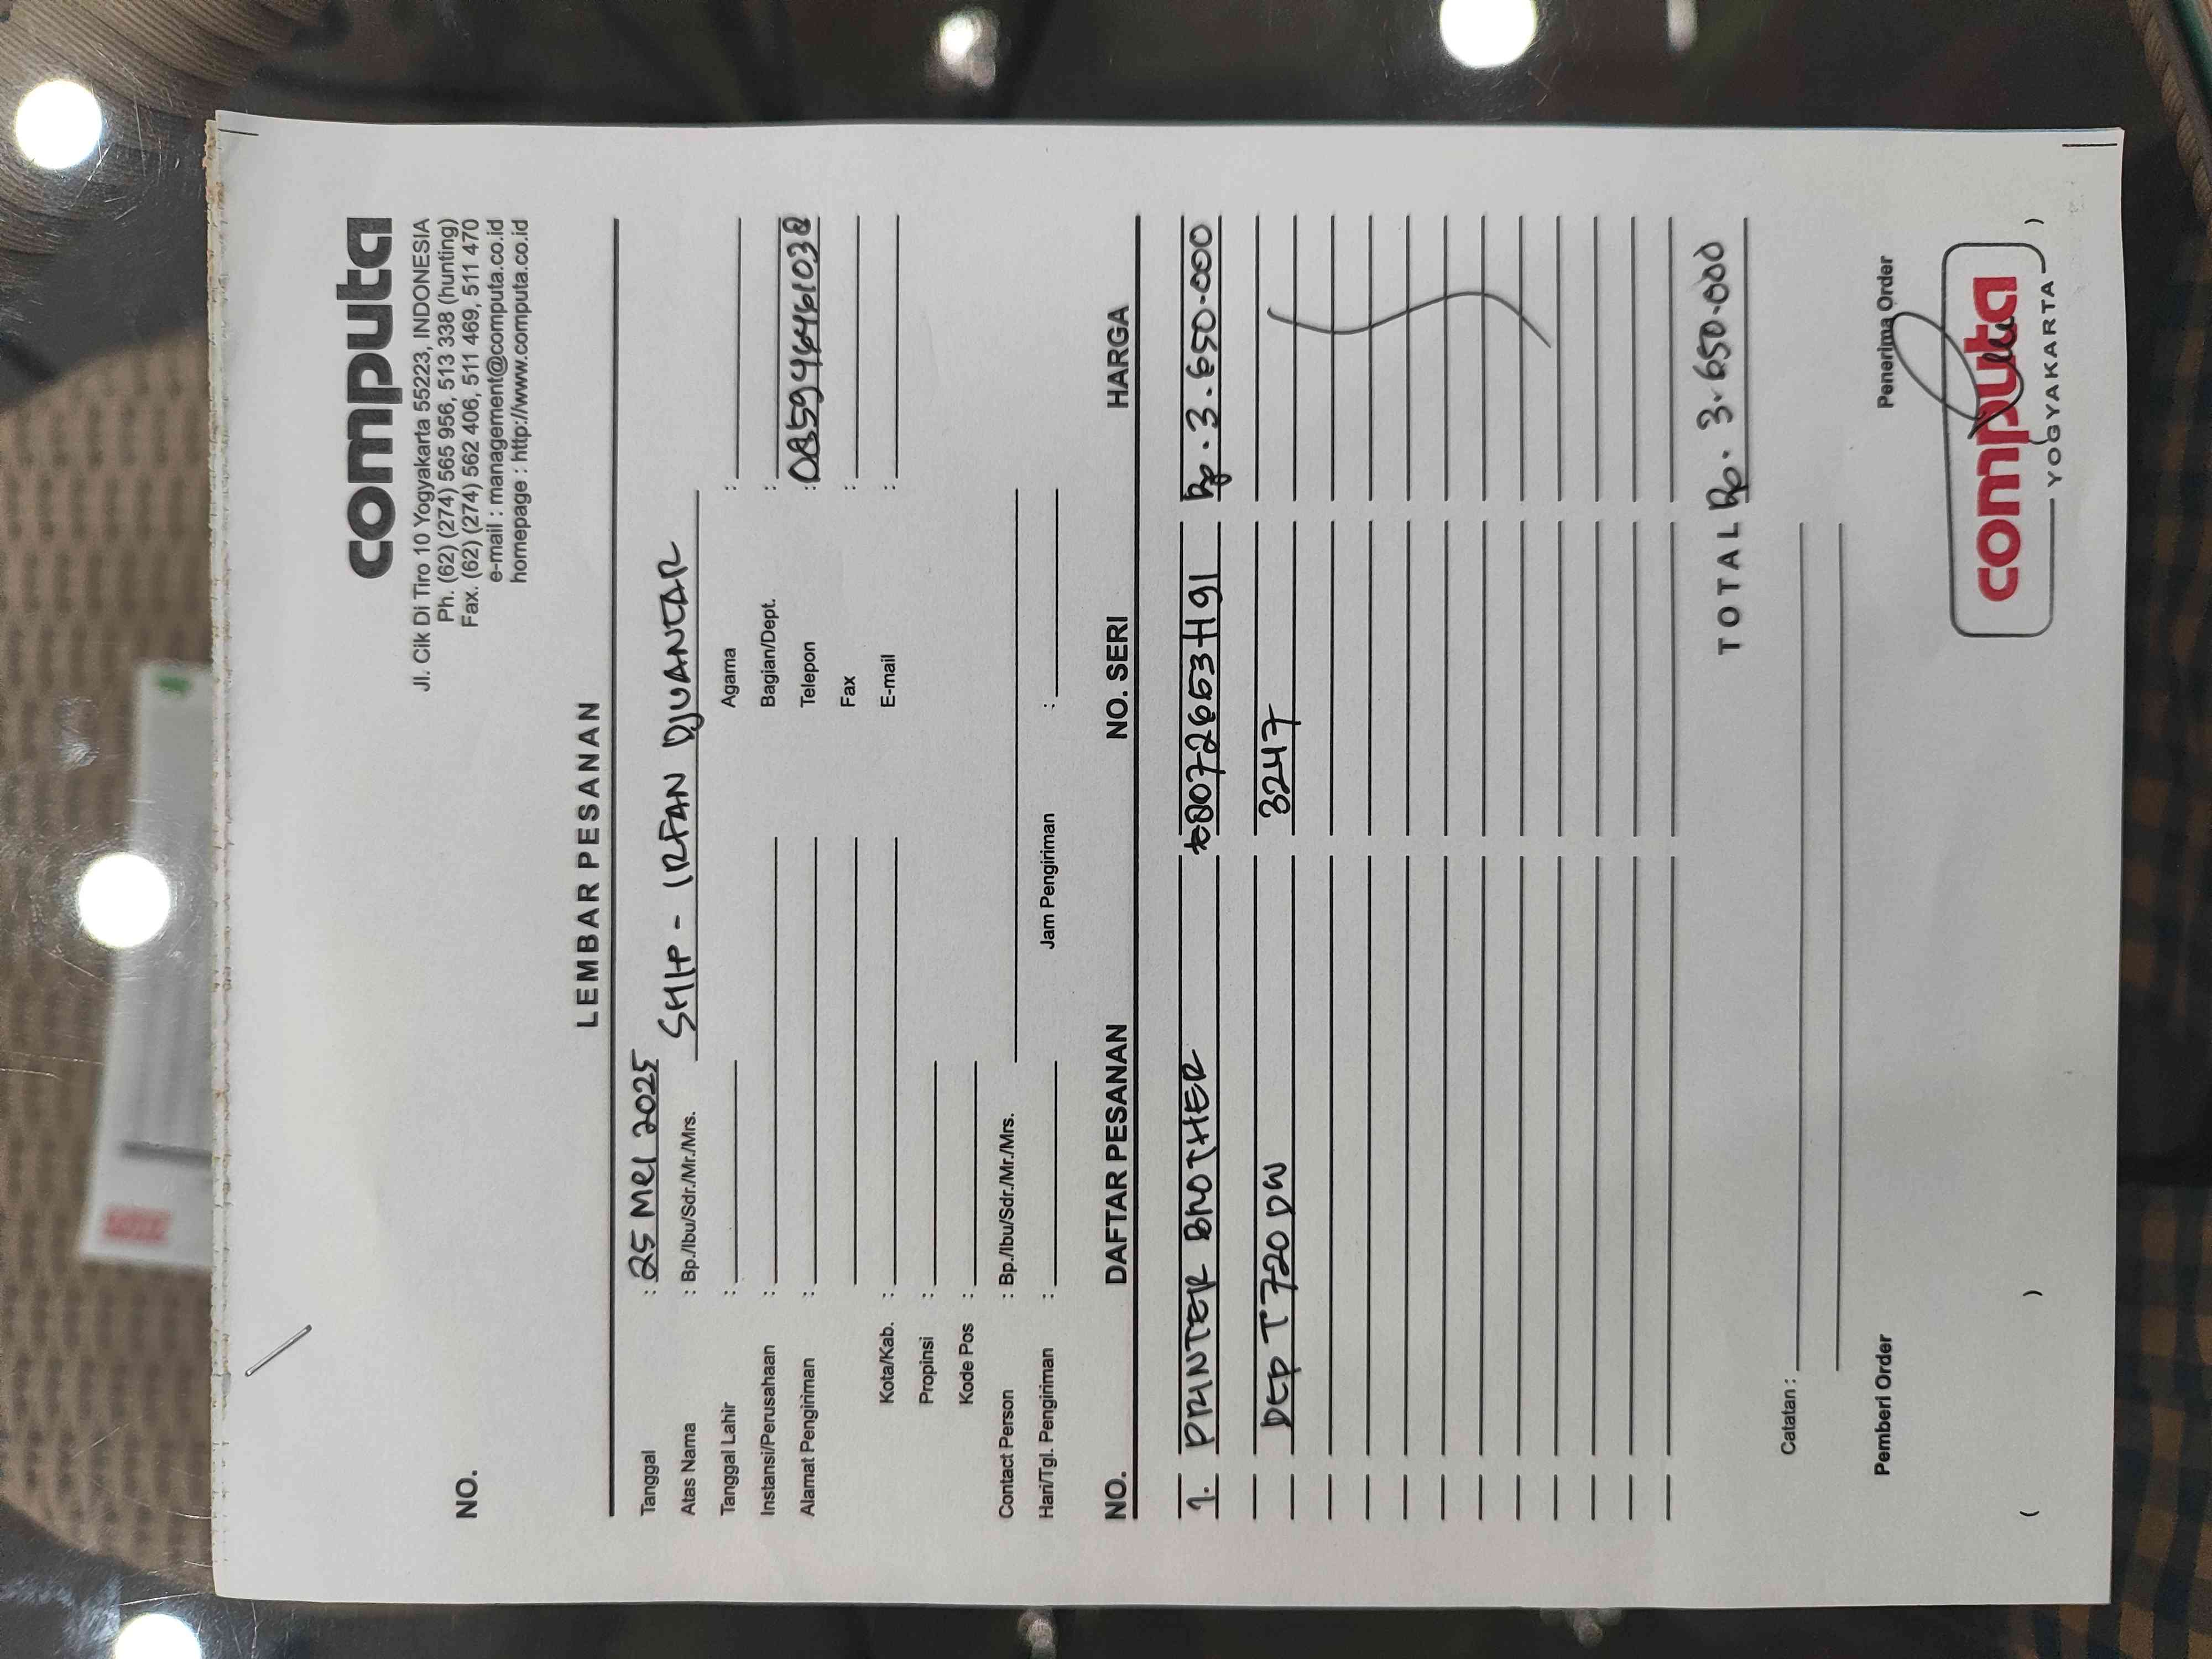 computa
Jl. Cik Di Tiro 10 Yogyakarta 55223, INDONESIA
Ph. (62) (274) 565 956, 513 338 (hunting)
Fax. (62) (274) 562 406, 511 469, 511 470
e-mail : management@computa.co.id
homepage : http://www.computa.co.id
NO.
LEMBAR PESANAN
Tanggal : 25 MEI 2025
Atas Nama : Bp./Ibu/Sdr./Mr./Mrs. SHIP - IRFAN DJUANDAR
Tanggal Lahir : Agama :
Instansi/Perusahaan : Bagian/Dept. :
Alamat Pengiriman : Telepon :
Fax :
Kota/Kab. : E-mail :
Propinsi :
Kode Pos :
Contact Person : Bp./Ibu/Sdr./Mr./Mrs.
Hari/Tgl. Pengiriman : Jam Pengiriman :
NO. DAFTAR PESANAN NO. SERI HARGA
1. PRINTER BROTHER Rp. 3.650.000
DCP T720DW 3247
TOTAL Rp. 3.650.000
Catatan :
Pemberi Order Penerima Order
( ) )
computa
YOGYAKARTA